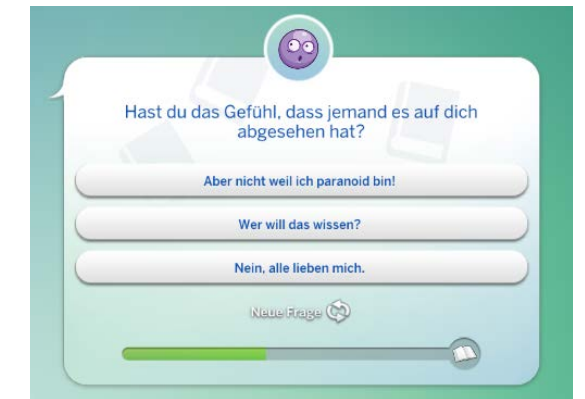 Hast du das Gefühl, dass jemand es auf dich
abgesehen hat?
Aber nicht weil ich paranoid bin!
Wer will das wissen?
Nein, alle lieben mich.
Neue Frage